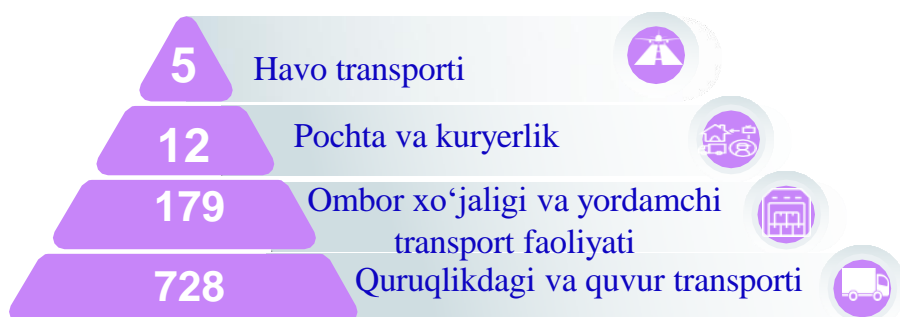 5 Havo transporti
12 Pochta va kuryerlik
179 Ombor xo‘jaligi va yordamchi
transport faoliyati
728 Quruqlikdagi va quvur transporti